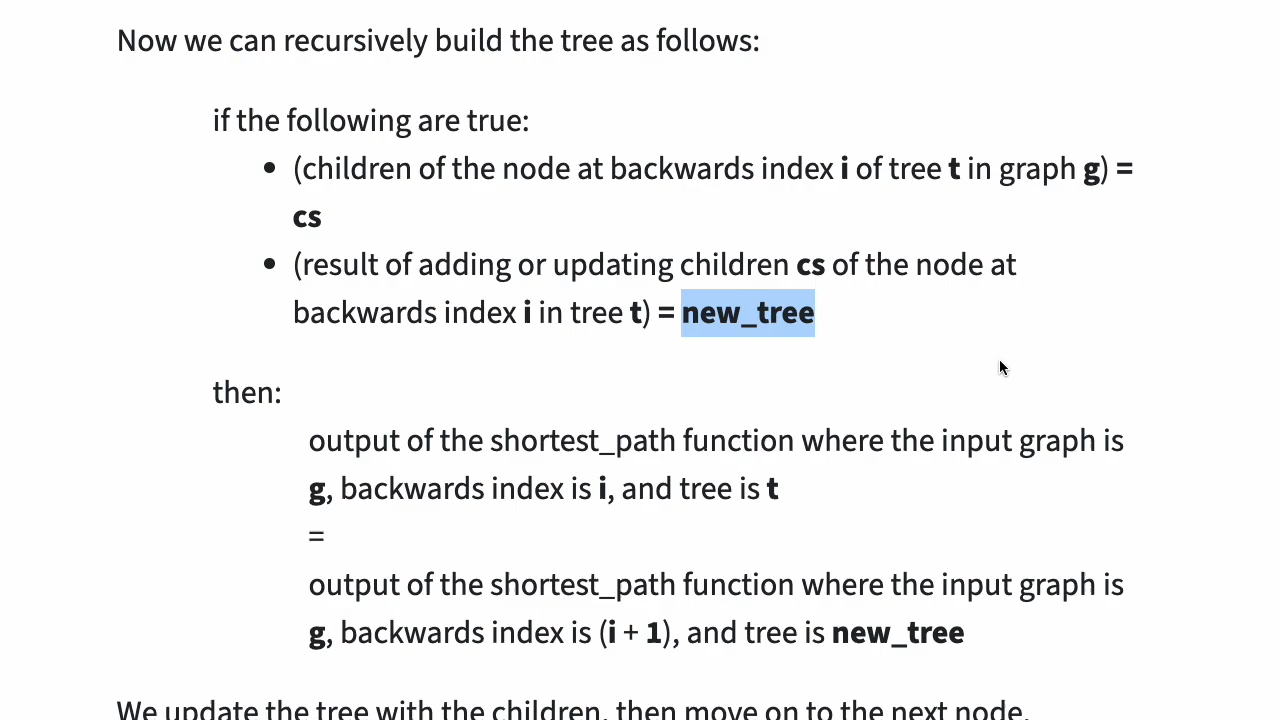 Now we can recursively build the tree as follows:
if the following are true:
• (children of the node at backwards index i of tree t in graph g) =
cs
• (result of adding or updating children cs of the node at
backwards index i in tree t) = new_tree
then:
output of the shortest_path function where the input graph is
g, backwards index is i, and tree is t
=
output of the shortest_path function where the input graph is
g, backwards index is (i + 1), and tree is new_tree
We update the tree with the children, then move on to the next node.